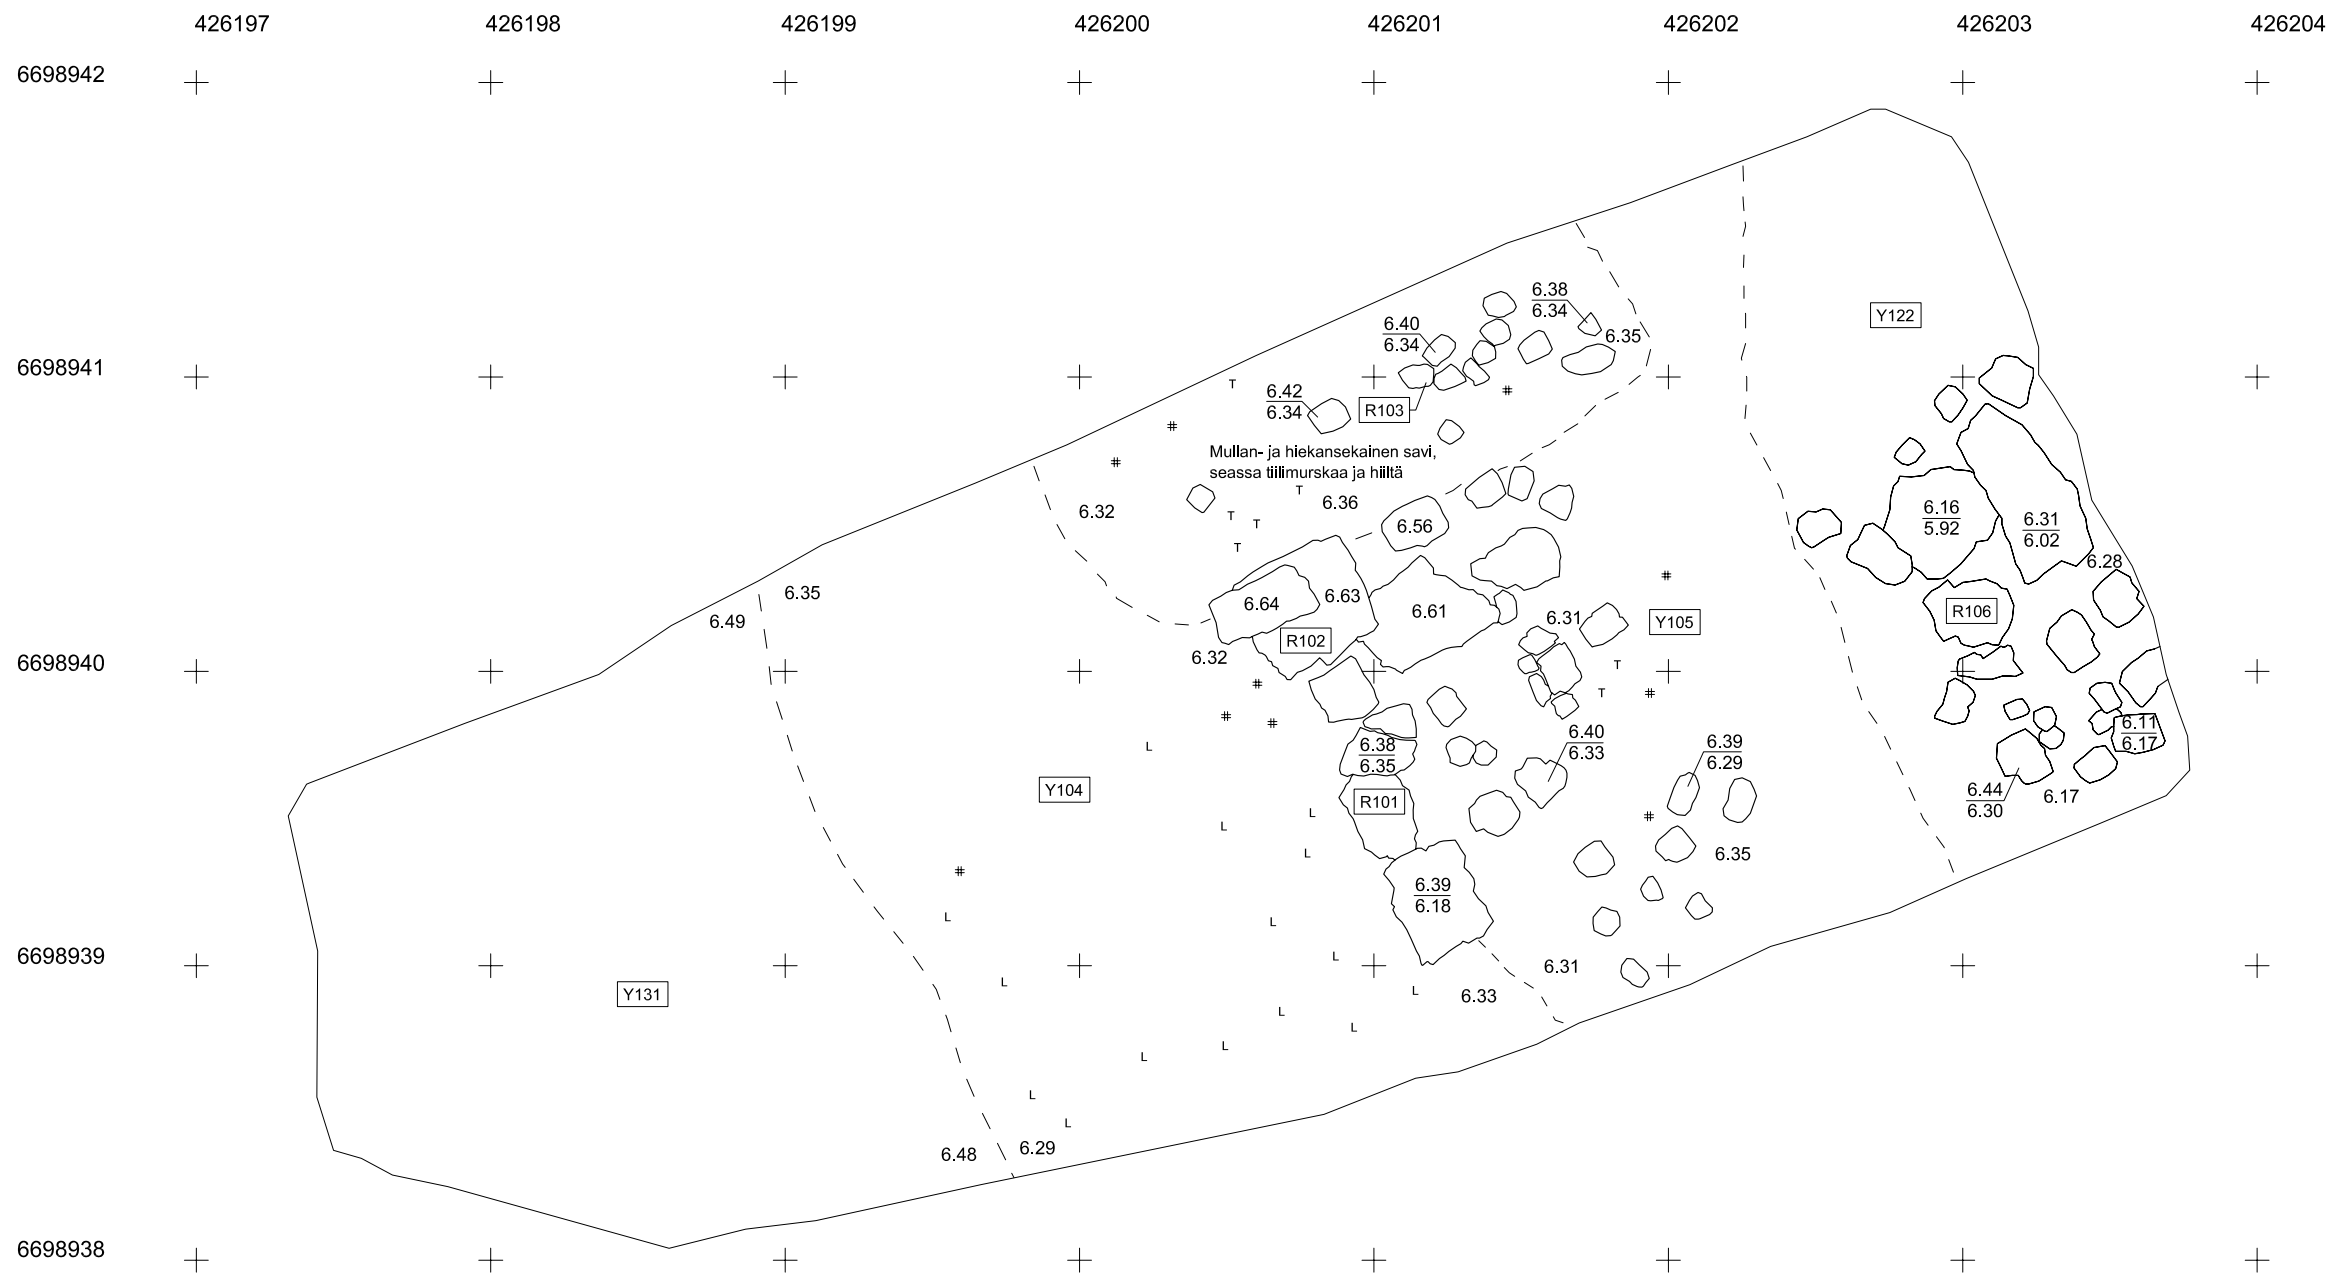 426197 426198 426199 426200 426201 426202 426203 426204
6698942
6.38
6.34
Y122
6.40
6.34
6.35
6698941
T
6.42
6.34
R103
#
#
#
Mullan- ja hiekansekainen savi,
seassa tiilimurskaa ja hiiltä
T
6.36
6.32
T
T
T
6.56
6.16
5.92
6.31
6.02
6.28
#
6.35
6.49
6.64
6.63
6.61
6.31
Y105
R106
R102
6.32
6698940
T
T
#
#
#
#
L
6.38
6.35
6.40
6.33
6.39
6.29
6.11
6.17
Y104
R101
6.44
6.30
6.17
L
L
#
L
6.35
#
6.39
6.18
L
L
6698939
L
6.31
Y131
L
L
6.33
L
L
L
L
L
L
6.48
6.29
6698938